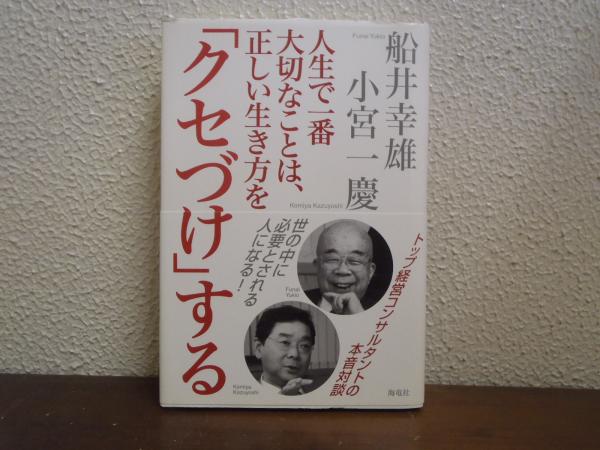 船井幸雄
Funai Yukio
小宮一慶
Komiya Kazuyoshi
人生で一番
大切なことは、
正しい生き方を
「クセづけ」する
トップ経営コンサルタントの
本音対談
世の中に
必要とされる
人になる!
Funai
Yukio
Komiya
Kazuyoshi
海竜社